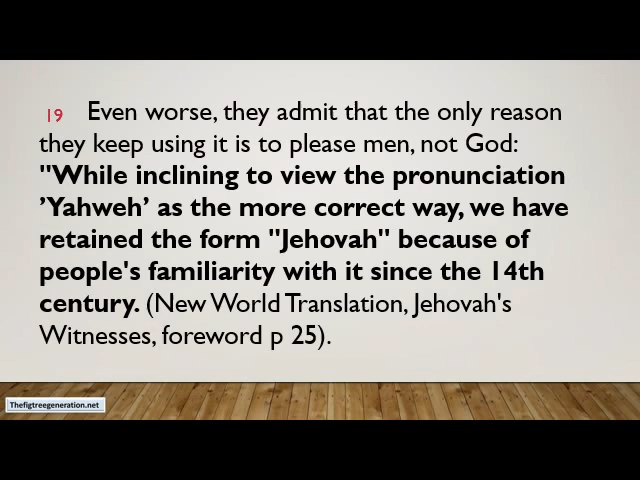 19 Even worse, they admit that the only reason
they keep using it is to please men, not God:
"While inclining to view the pronunciation
’Yahweh’ as the more correct way, we have
retained the form "Jehovah" because of
people's familiarity with it since the 14th
century. (New World Translation, Jehovah's
Witnesses, foreword p 25).
Thefigtreegeneration.net